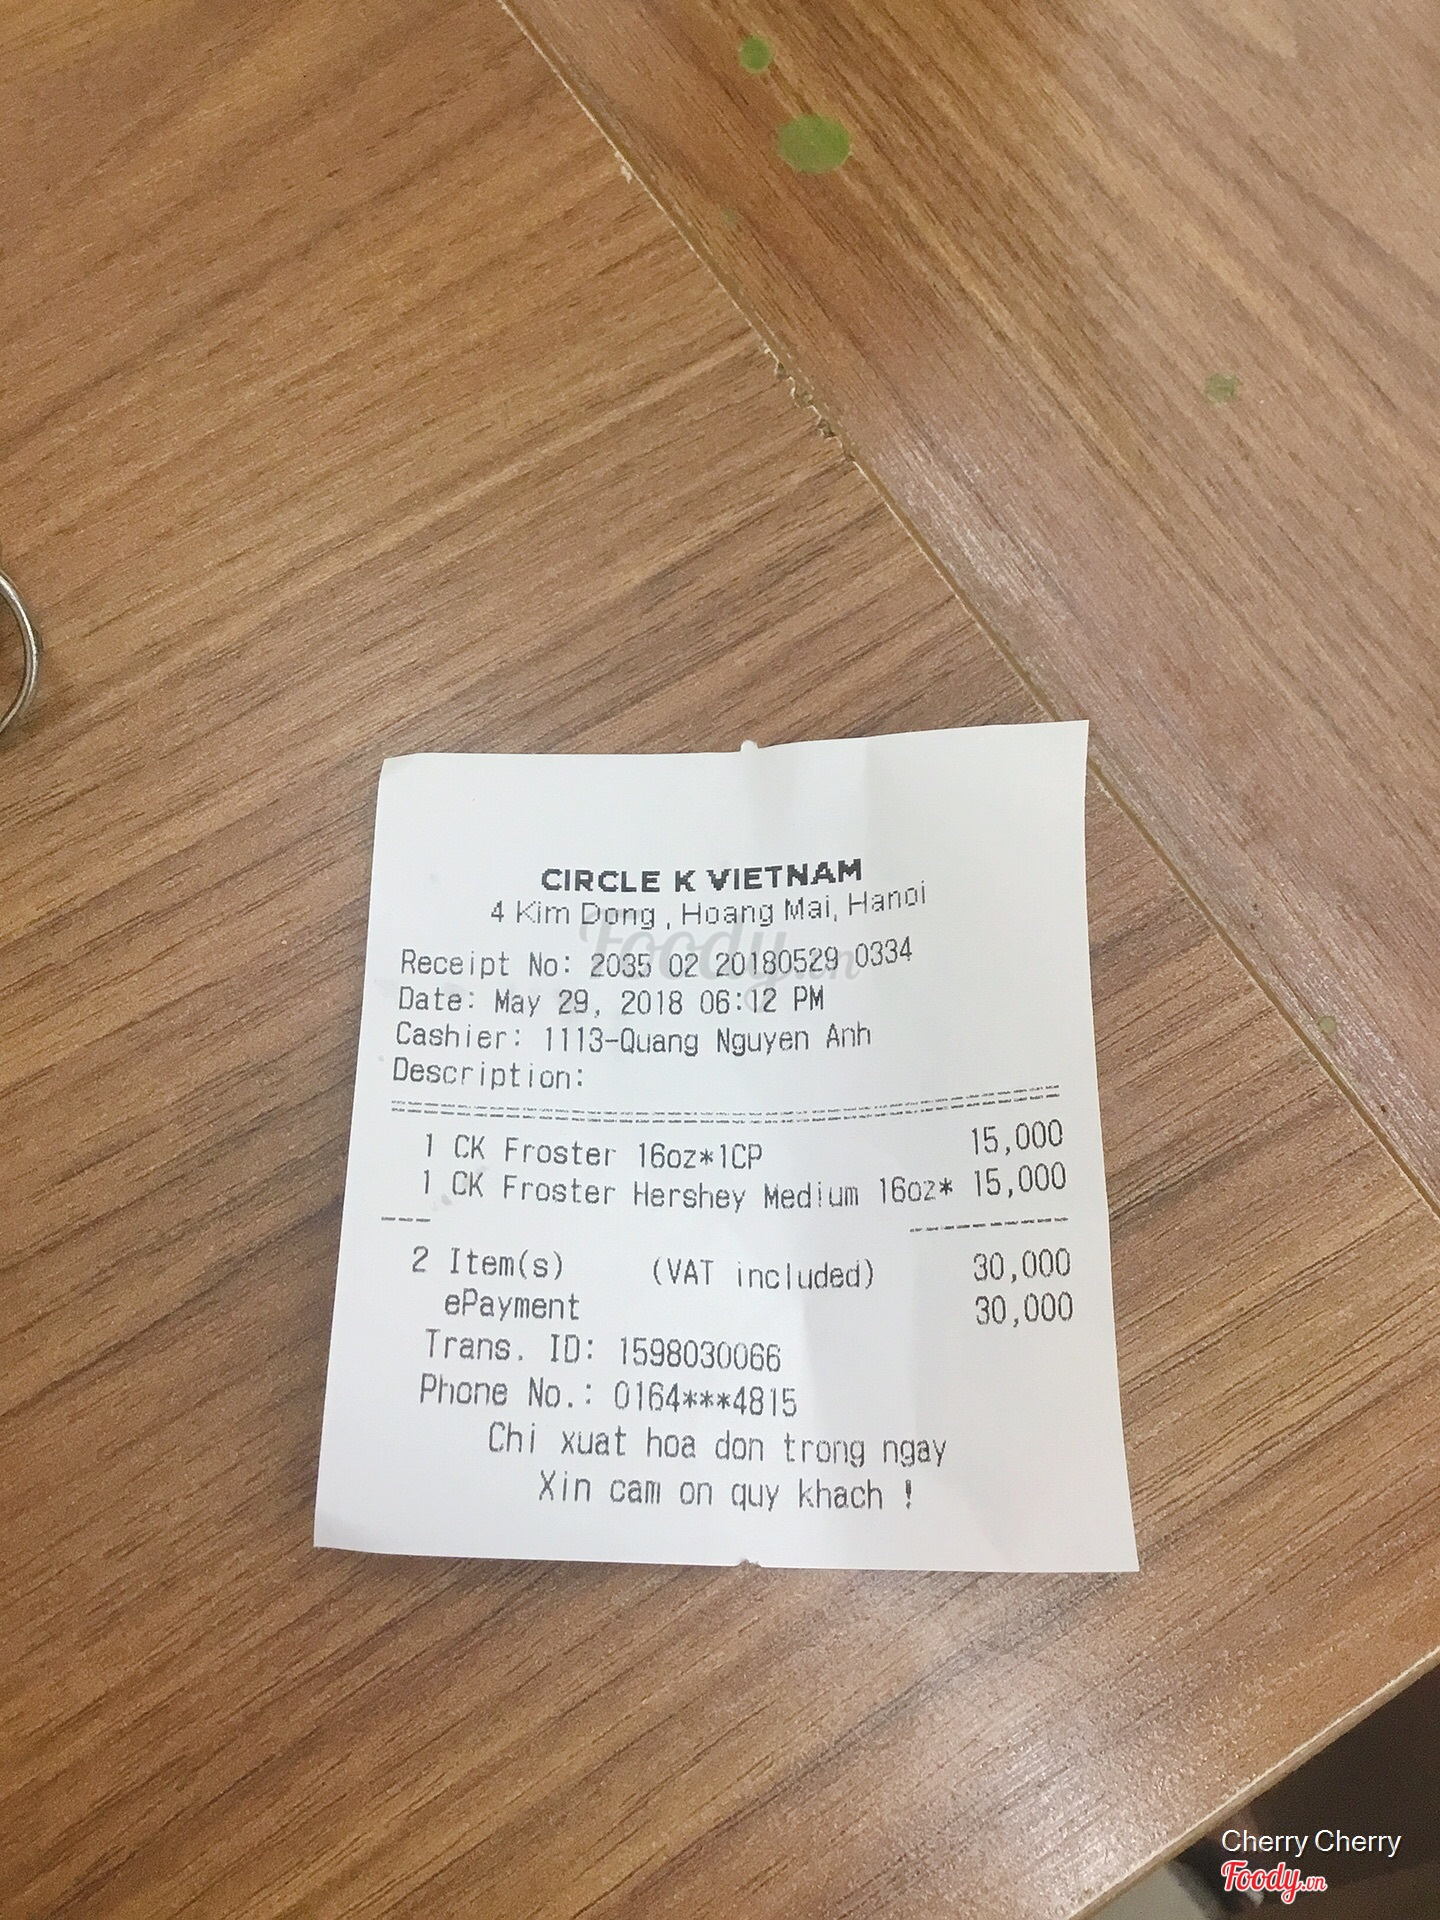 CIRCLE K VIETNAM
4 Kim Dong , Hoang Mai, Hanoi
Receipt No: 2035 02 20180529 0334
Date: May 29, 2018 06:12 PM
Cashier: 1113-Quang Nguyen Anh
Description:
1 CK Froster 16oz*1CP 15,000
1 CK Froster Hershey Medium 16oz* 15,000
2 Item(s) (VAT included) 30,000
ePayment 30,000
Trans. ID: 1598030066
Phone No.: 0164***4815
Chi xuat hoa don trong ngay
Xin cam on quy khach !
Foody.vn
Cherry Cherry
Foody.vn